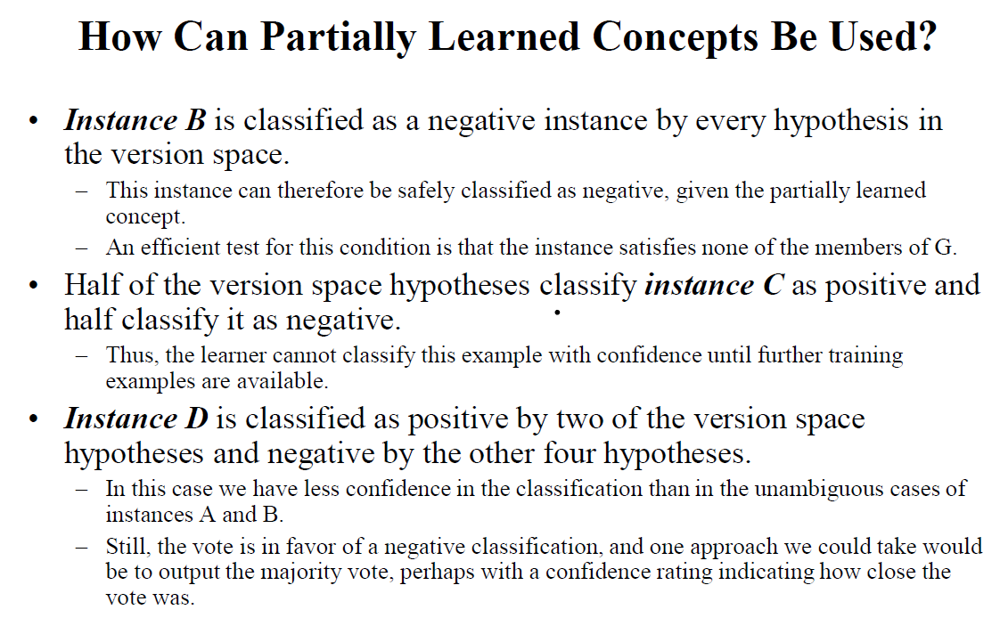 How Can Partially Learned Concepts Be Used?
• Instance B is classified as a negative instance by every hypothesis in
the version space.
– This instance can therefore be safely classified as negative, given the partially learned
concept.
– An efficient test for this condition is that the instance satisfies none of the members of G.
• Half of the version space hypotheses classify instance C as positive and
half classify it as negative.
– Thus, the learner cannot classify this example with confidence until further training
examples are available.
• Instance D is classified as positive by two of the version space
hypotheses and negative by the other four hypotheses.
– In this case we have less confidence in the classification than in the unambiguous cases of
instances A and B.
– Still, the vote is in favor of a negative classification, and one approach we could take would
be to output the majority vote, perhaps with a confidence rating indicating how close the
vote was.